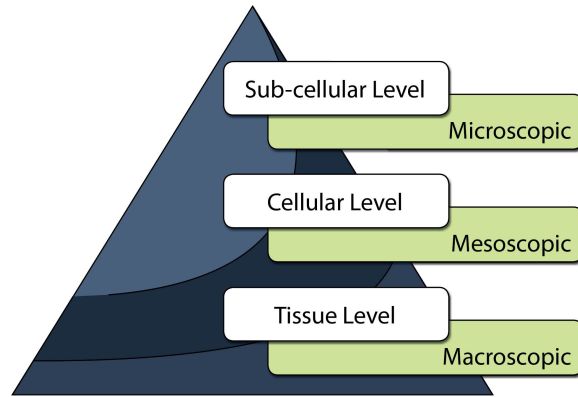 Sub-cellular Level
Microscopic
Cellular Level
Mesoscopic
Tissue Level
Macroscopic